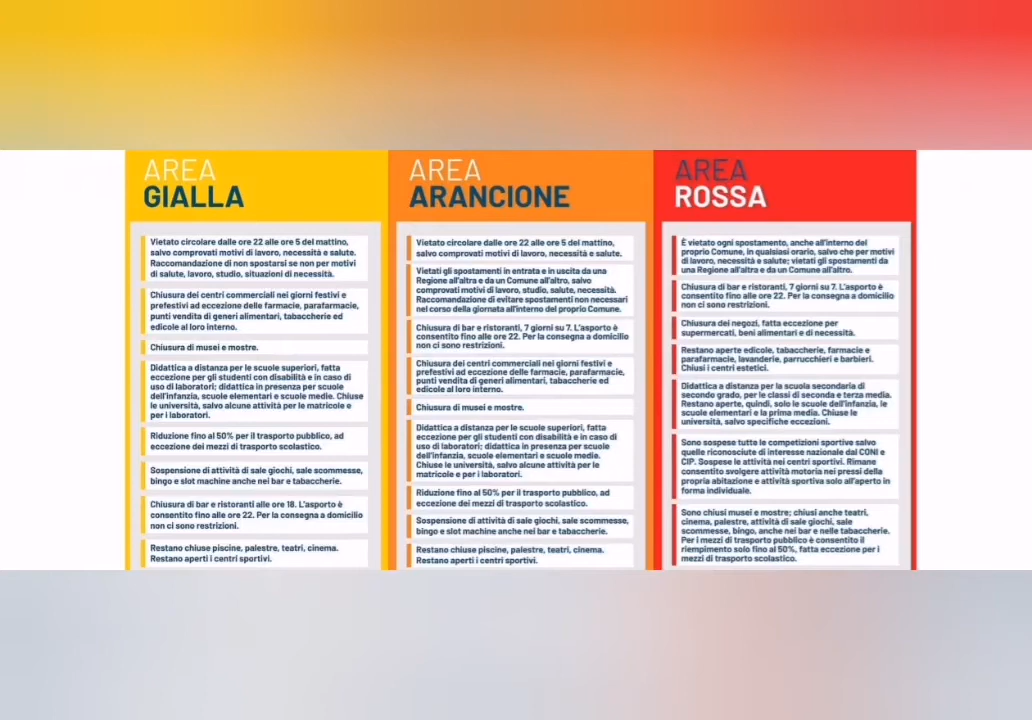 AREA
GIALLA
Vietato circolare dalle ore 22 alle ore 5 del mattino,
salvo comprovati motivi di lavoro, necessità e salute.
Raccomandazione di non spostarsi se non per motivi
di salute, lavoro, studio, situazioni di necessità.
Chiusura dei centri commerciali nei giorni festivi e
prefestivi ad eccezione delle farmacie, parafarmacie,
punti vendita di generi alimentari, tabaccherie ed
edicole al loro interno.
Chiusura di musei e mostre.
Didattica a distanza per le scuole superiori, fatta
eccezione per gli studenti con disabilità e in caso di
uso di laboratori; didattica in presenza per scuole
dell'infanzia, scuole elementari e scuole medie. Chiuse
le università, salvo alcune attività per le matricole e
per i laboratori.
Riduzione fino al 50% per il trasporto pubblico, ad
eccezione dei mezzi di trasporto scolastico.
Sospensione di attività di sale giochi, sale scommesse,
bingo e slot machine anche nei bar e tabaccherie.
Chiusura di bar e ristoranti alle ore 18. L'asporto è
consentito fino alle ore 22. Per la consegna a domicilio
non ci sono restrizioni.
Restano chiuse piscine, palestre, teatri, cinema.
Restano aperti i centri sportivi.
AREA
ARANCIONE
Vietato circolare dalle ore 22 alle ore 5 del mattino,
salvo comprovati motivi di lavoro, necessità e salute.
Vietati gli spostamenti in entrata e in uscita da una
Regione all'altra e da un Comune all'altro, salvo
comprovati motivi di lavoro, studio, salute, necessità.
Raccomandazione di evitare spostamenti non necessari
nel corso della giornata all'interno del proprio Comune.
Chiusura di bar e ristoranti, 7 giorni su 7. L'asporto è
consentito fino alle ore 22. Per la consegna a domicilio
non ci sono restrizioni.
Chiusura dei centri commerciali nei giorni festivi e
prefestivi ad eccezione delle farmacie, parafarmacie,
punti vendita di generi alimentari, tabaccherie ed
edicole al loro interno.
Chiusura di musei e mostre.
Didattica a distanza per le scuole superiori, fatta
eccezione per gli studenti con disabilità e in caso di
uso di laboratori; didattica in presenza per scuole
dell'infanzia, scuole elementari e scuole medie.
Chiuse le università, salvo alcune attività per le
matricole e per i laboratori.
Riduzione fino al 50% per il trasporto pubblico, ad
eccezione dei mezzi di trasporto scolastico.
Sospensione di attività di sale giochi, sale scommesse,
bingo e slot machine anche nei bar e tabaccherie.
Restano chiuse piscine, palestre, teatri, cinema.
Restano aperti i centri sportivi.
AREA
ROSSA
È vietato ogni spostamento, anche all'interno del
proprio Comune, in qualsiasi orario, salvo che per motivi
di lavoro, necessità e salute; vietati gli spostamenti da
una Regione all'altra e da un Comune all'altro.
Chiusura di bar e ristoranti, 7 giorni su 7. L'asporto è
consentito fino alle ore 22. Per la consegna a domicilio
non ci sono restrizioni.
Chiusura dei negozi, fatta eccezione per
supermercati, beni alimentari e di necessità.
Restano aperte edicole, tabaccherie, farmacie e
parafarmacie, lavanderie, parrucchieri e barbieri.
Chiusi i centri estetici.
Didattica a distanza per la scuola secondaria di
secondo grado, per le classi di seconda e terza media.
Restano aperte, quindi, solo le scuole dell'infanzia, le
scuole elementari e la prima media. Chiuse le
università, salvo specifiche eccezioni.
Sono sospese tutte le competizioni sportive salvo
quelle riconosciute di interesse nazionale dal CONI e
CIP. Sospese le attività nei centri sportivi. Rimane
consentito svolgere attività motoria nei pressi della
propria abitazione e attività sportiva solo all'aperto in
forma individuale.
Sono chiusi musei e mostre; chiusi anche teatri,
cinema, palestre, attività di sale giochi, sale
scommesse, bingo, anche nei bar e nelle tabaccherie.
Per i mezzi di trasporto pubblico è consentito il
riempimento solo fino al 50%, fatta eccezione per i
mezzi di trasporto scolastico.